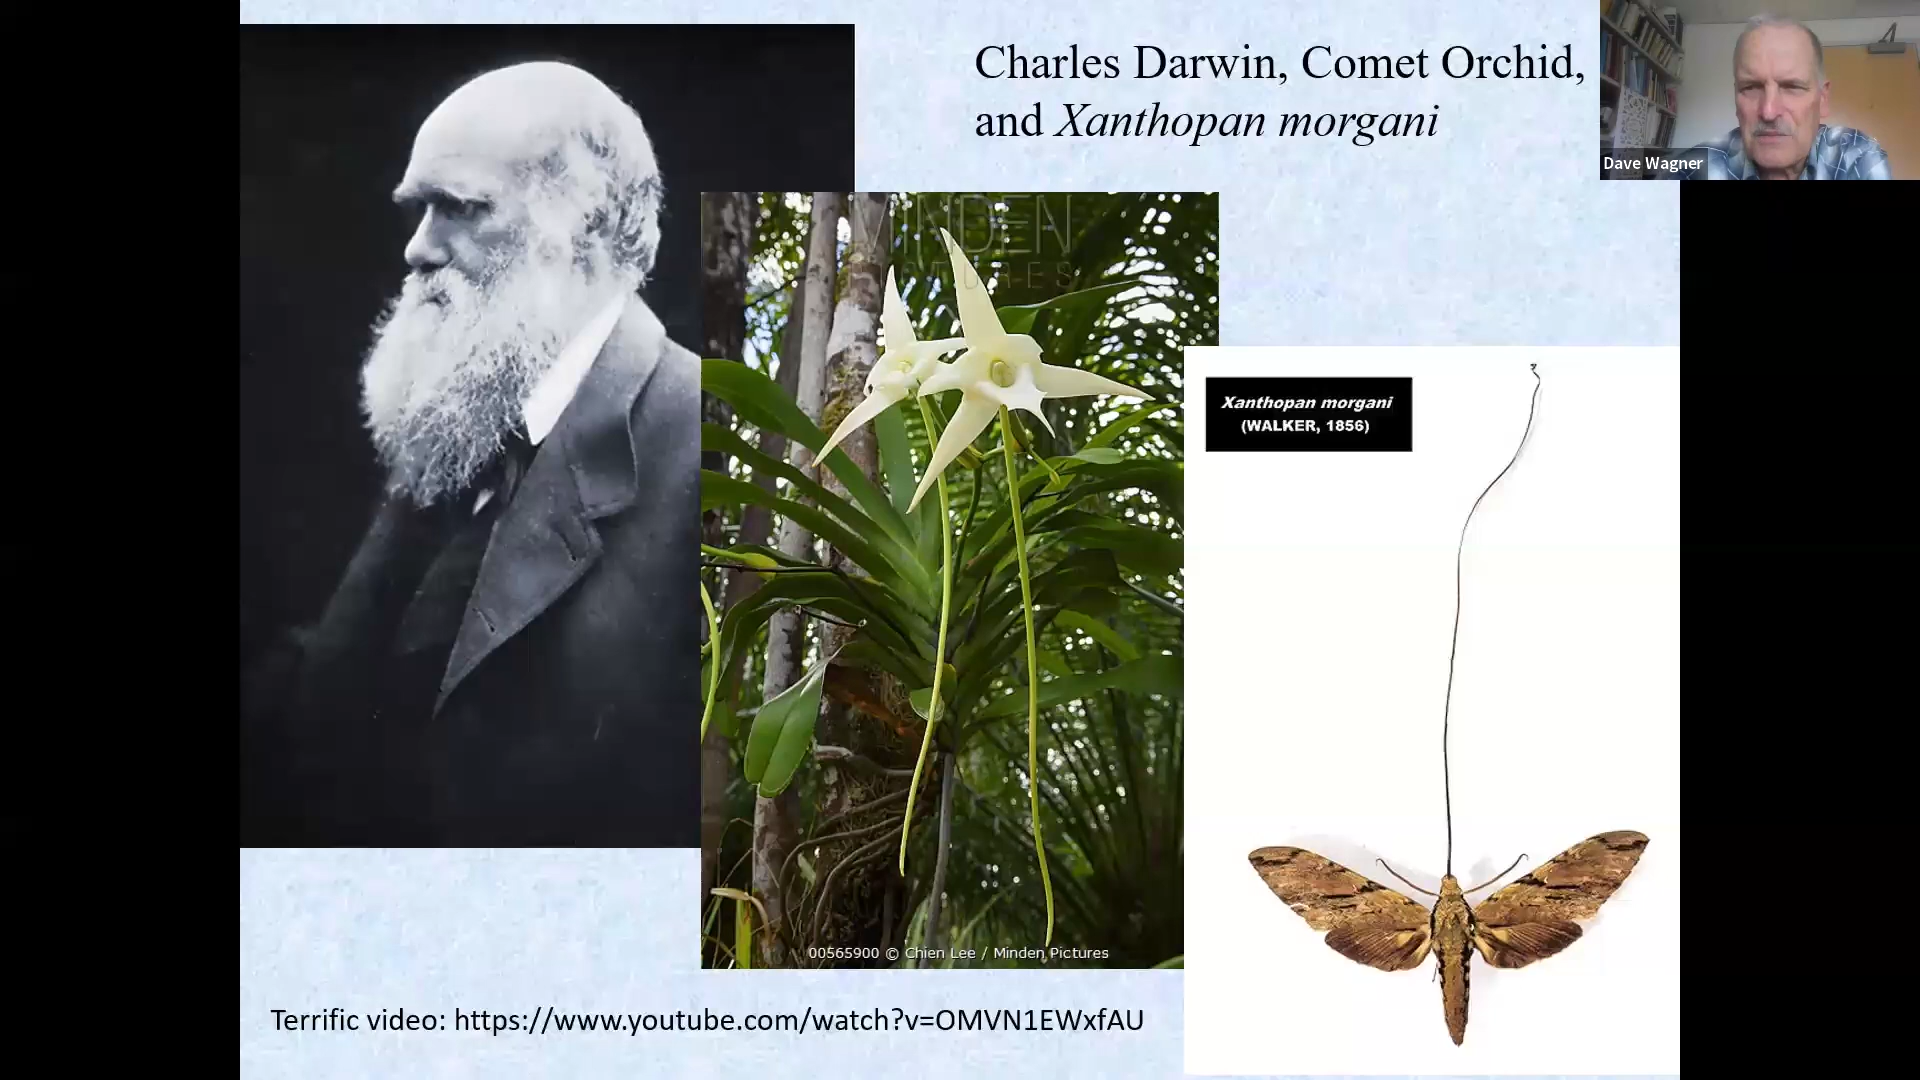 Charles Darwin, Comet Orchid,
and Xanthopan morgani
Dave Wagner
MINDEN
PICTURES
Xanthopan morgani
(WALKER, 1856)
00565900 © Chien Lee / Minden Pictures
Terrific video: https://www.youtube.com/watch?v=OMVN1EWxfAU